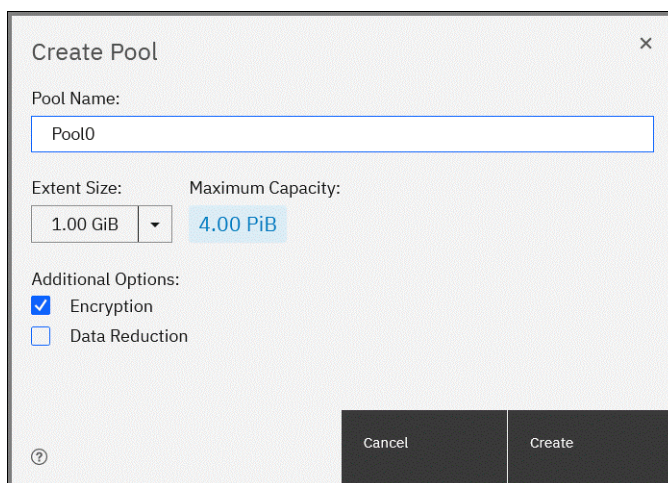 Create Pool
Pool Name:
Pool0
Extent Size: Maximum Capacity:
1.00 GiB 4.00 PiB
Additional Options:
Encryption
Data Reduction
Cancel Create